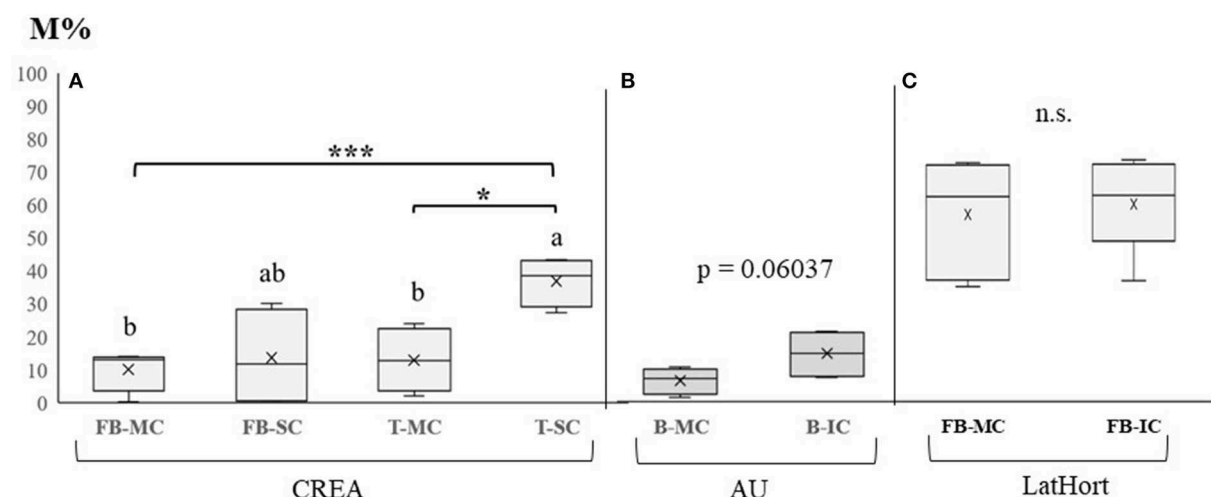 M%
A
B
C
100
90
80
70
60
50
40
30
20
10
0
***
*
b
ab
b
a
p = 0.06037
n.s.
FB-MC FB-SC T-MC T-SC B-MC B-IC FB-MC FB-IC
CREA AU LatHort